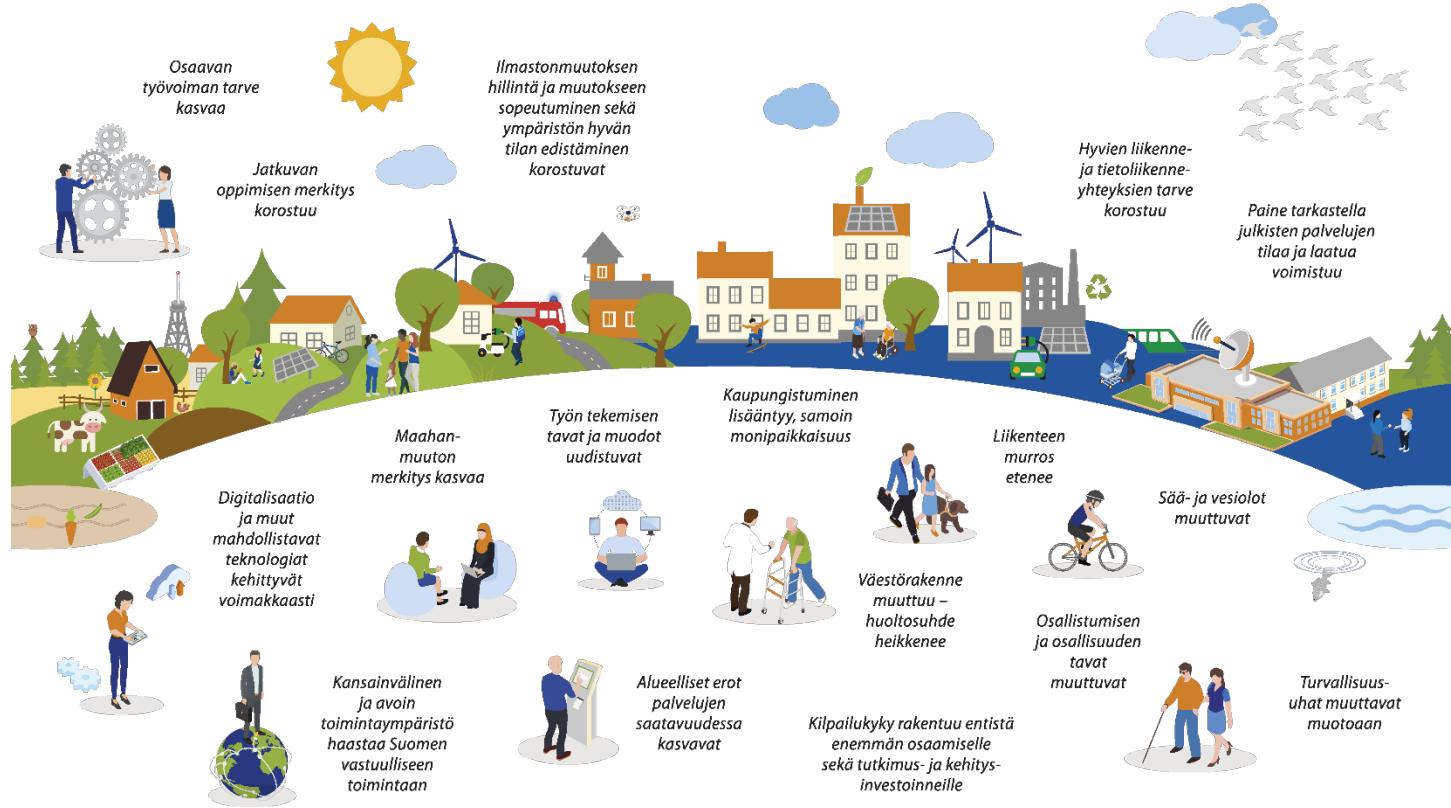 Osaavan
työvoiman tarve
kasvaa
Jatkuvan
oppimisen merkitys
korostuu
Ilmastonmuutoksen
hillintä ja muutokseen
sopeutuminen sekä
ympäristön hyvän
tilan edistäminen
korostuvat
Hyvien liikenne-
ja tietoliikenne-
yhteyksien tarve
korostuu
Paine tarkastella
julkisten palvelujen
tilaa ja laatua
voimistuu
Maahan-
muuton
merkitys kasvaa
Työn tekemisen
tavat ja muodot
uudistuvat
Kaupungistuminen
lisääntyy, samoin
monipaikkaisuus
Liikenteen
murros
etenee
Sää- ja vesiolot
muuttuvat
Digitalisaatio
ja muut
mahdollistavat
teknologiat
kehittyvät
voimakkaasti
Väestörakenne
muuttuu –
huoltosuhde
heikkenee
Osallistumisen
ja osallisuuden
tavat
muuttuvat
Kansainvälinen
ja avoin
toimintaympäristö
haastaa Suomen
vastuulliseen
toimintaan
Alueelliset erot
palvelujen
saatavuudessa
kasvavat
Kilpailukyky rakentuu entistä
enemmän osaamiselle
sekä tutkimus- ja kehitys-
investoinneille
Turvallisuus-
uhat muuttavat
muotoaan